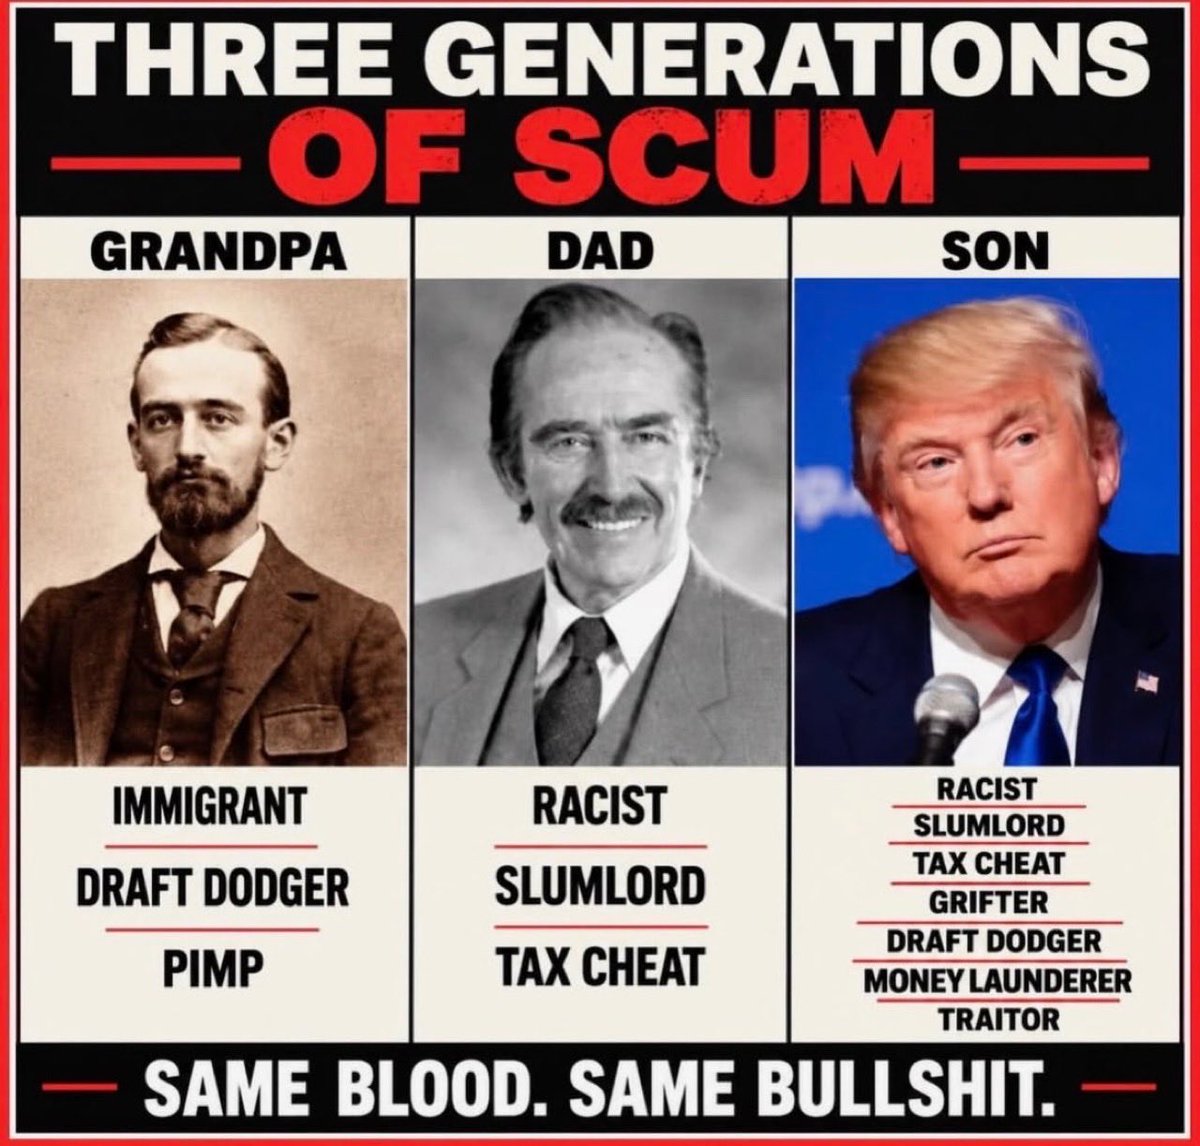 THREE GENERATIONS
OF SCUM
GRANDPA
IMMIGRANT
DRAFT DODGER
PIMP
DAD
RACIST
SLUMLORD
TAX CHEAT
SON
RACIST
SLUMLORD
TAX CHEAT
GRIFTER
DRAFT DODGER
MONEY LAUNDERER
TRAITOR
SAME BLOOD. SAME BULLSHIT.